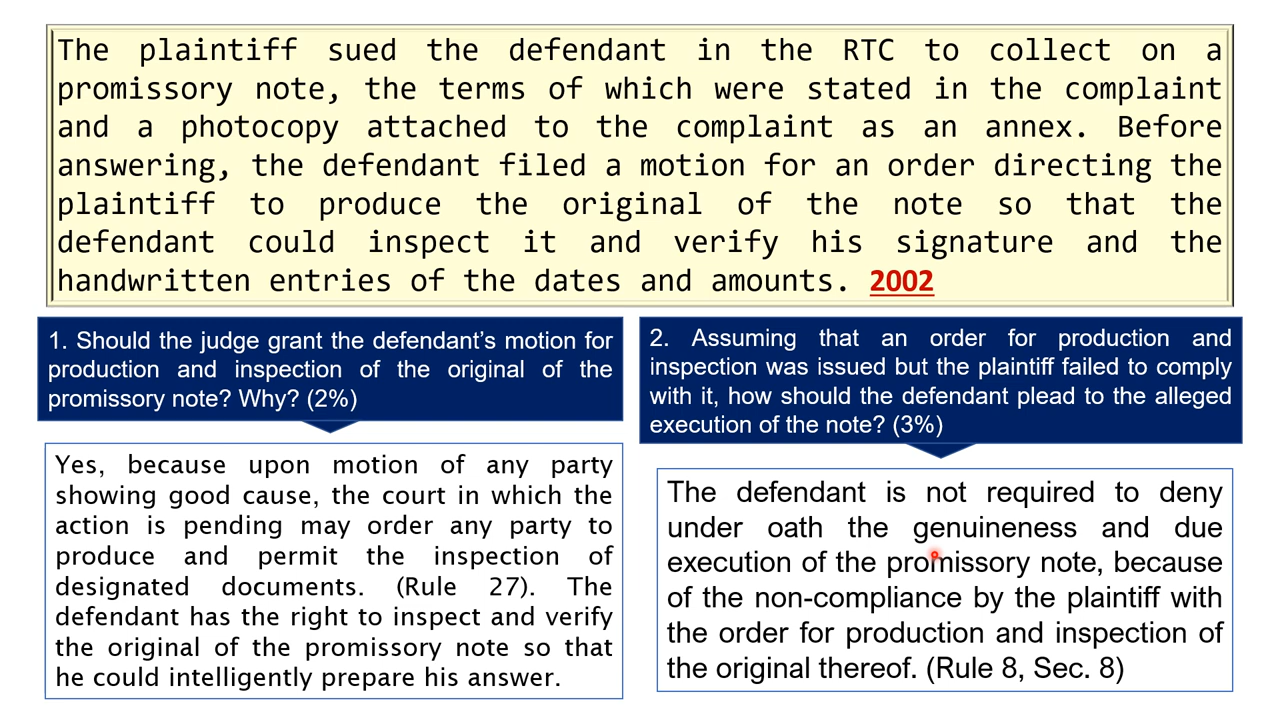 The plaintiff sued the defendant in the RTC to collect on a
promissory note, the terms of which were stated in the complaint
and a photocopy attached to the complaint as an annex. Before
answering, the defendant filed a motion for an order directing the
plaintiff to produce the original of the note so that the
defendant could inspect it and verify his signature and the
handwritten entries of the dates and amounts. 2002
1. Should the judge grant the defendant’s motion for
production and inspection of the original of the
promissory note? Why? (2%)
Yes, because upon motion of any party
showing good cause, the court in which the
action is pending may order any party to
produce and permit the inspection of
designated documents. (Rule 27). The
defendant has the right to inspect and verify
the original of the promissory note so that
he could intelligently prepare his answer.
2. Assuming that an order for production and
inspection was issued but the plaintiff failed to comply
with it, how should the defendant plead to the alleged
execution of the note? (3%)
The defendant is not required to deny
under oath the genuineness and due
execution of the promissory note, because
of the non-compliance by the plaintiff with
the order for production and inspection of
the original thereof. (Rule 8, Sec. 8)